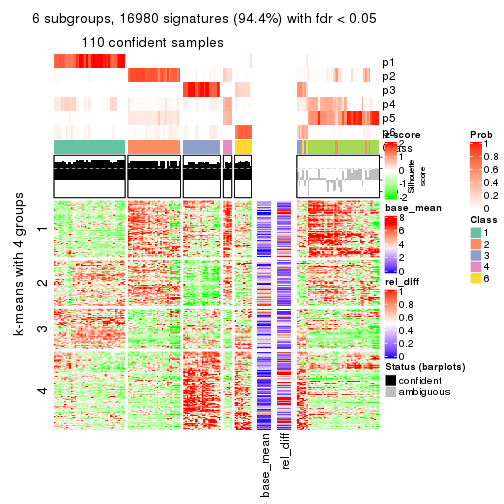 6 subgroups, 16980 signatures (94.4%) with fdr < 0.05
110 confident samples
p1
p2
p3
p4
p5
p6
Class
z-score
2
1
0
-1
-2
Silhouette
score
Prob
1
0.8
0.6
0.4
0.2
0
Class
1
2
3
4
6
base_mean
8
6
4
2
0
rel_diff
1
0.8
0.6
0.4
0.2
0
Status (barplots)
confident
ambiguous
k-means with 4 groups
1
2
3
4
base_mean
rel_diff